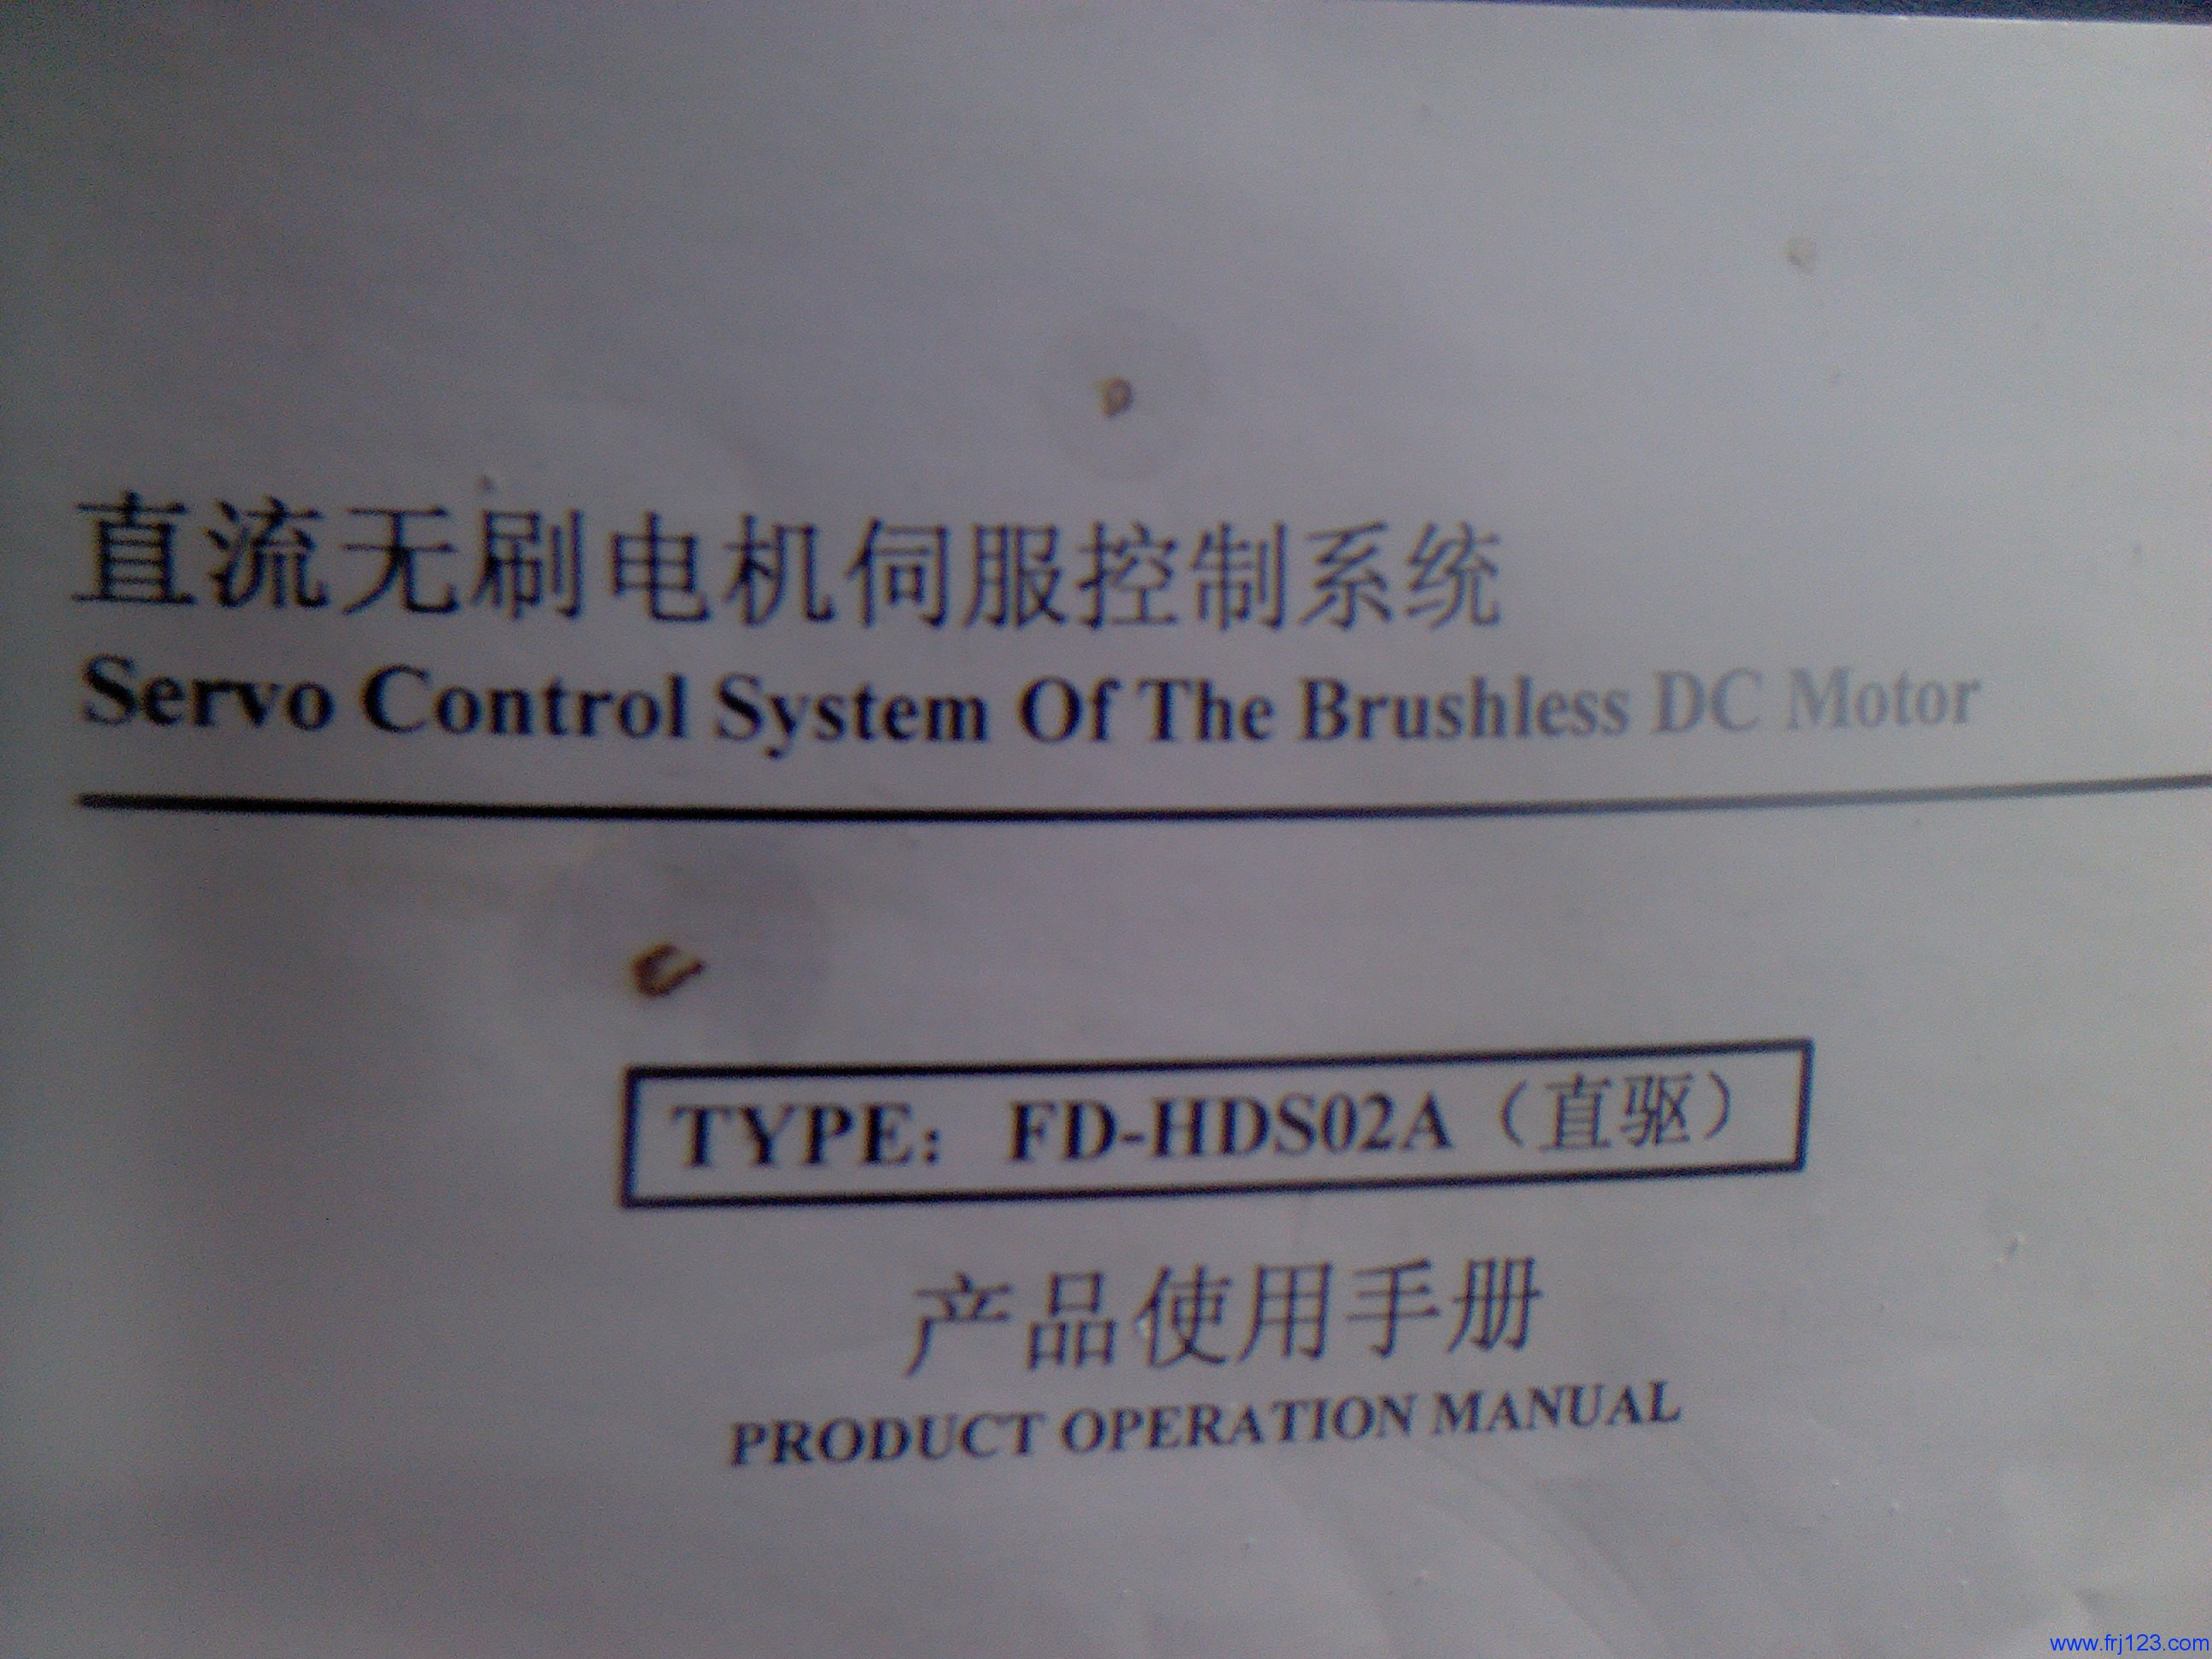 直流无刷电机伺服控制系统
Servo Control System Of The Brushless DC Motor
TYPE：FD-HDS02A（直驱）
产品使用手册
PRODUCT OPERATION MANUAL
www.frj123.com